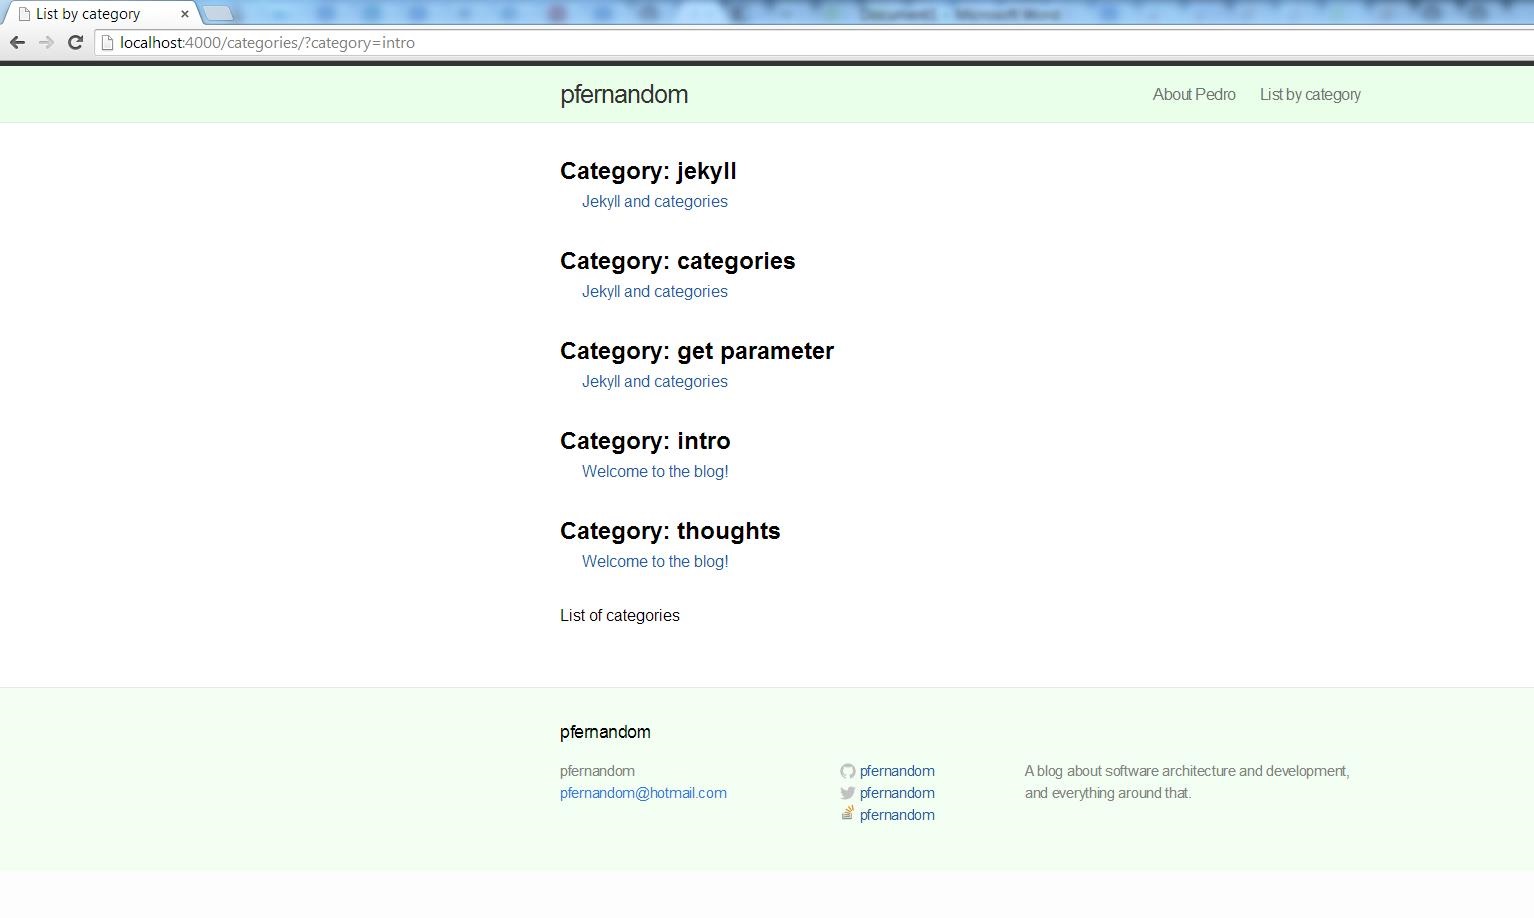 List by category
Document1 - Microsoft Word
localhost:4000/categories/?category=intro
pfernandom
About Pedro
List by category
Category: jekyll
Jekyll and categories
Category: categories
Jekyll and categories
Category: get parameter
Jekyll and categories
Category: intro
Welcome to the blog!
Category: thoughts
Welcome to the blog!
List of categories
pfernandom
pfernandom
pfernandom@hotmail.com
pfernandom
pfernandom
pfernandom
A blog about software architecture and development,
and everything around that.